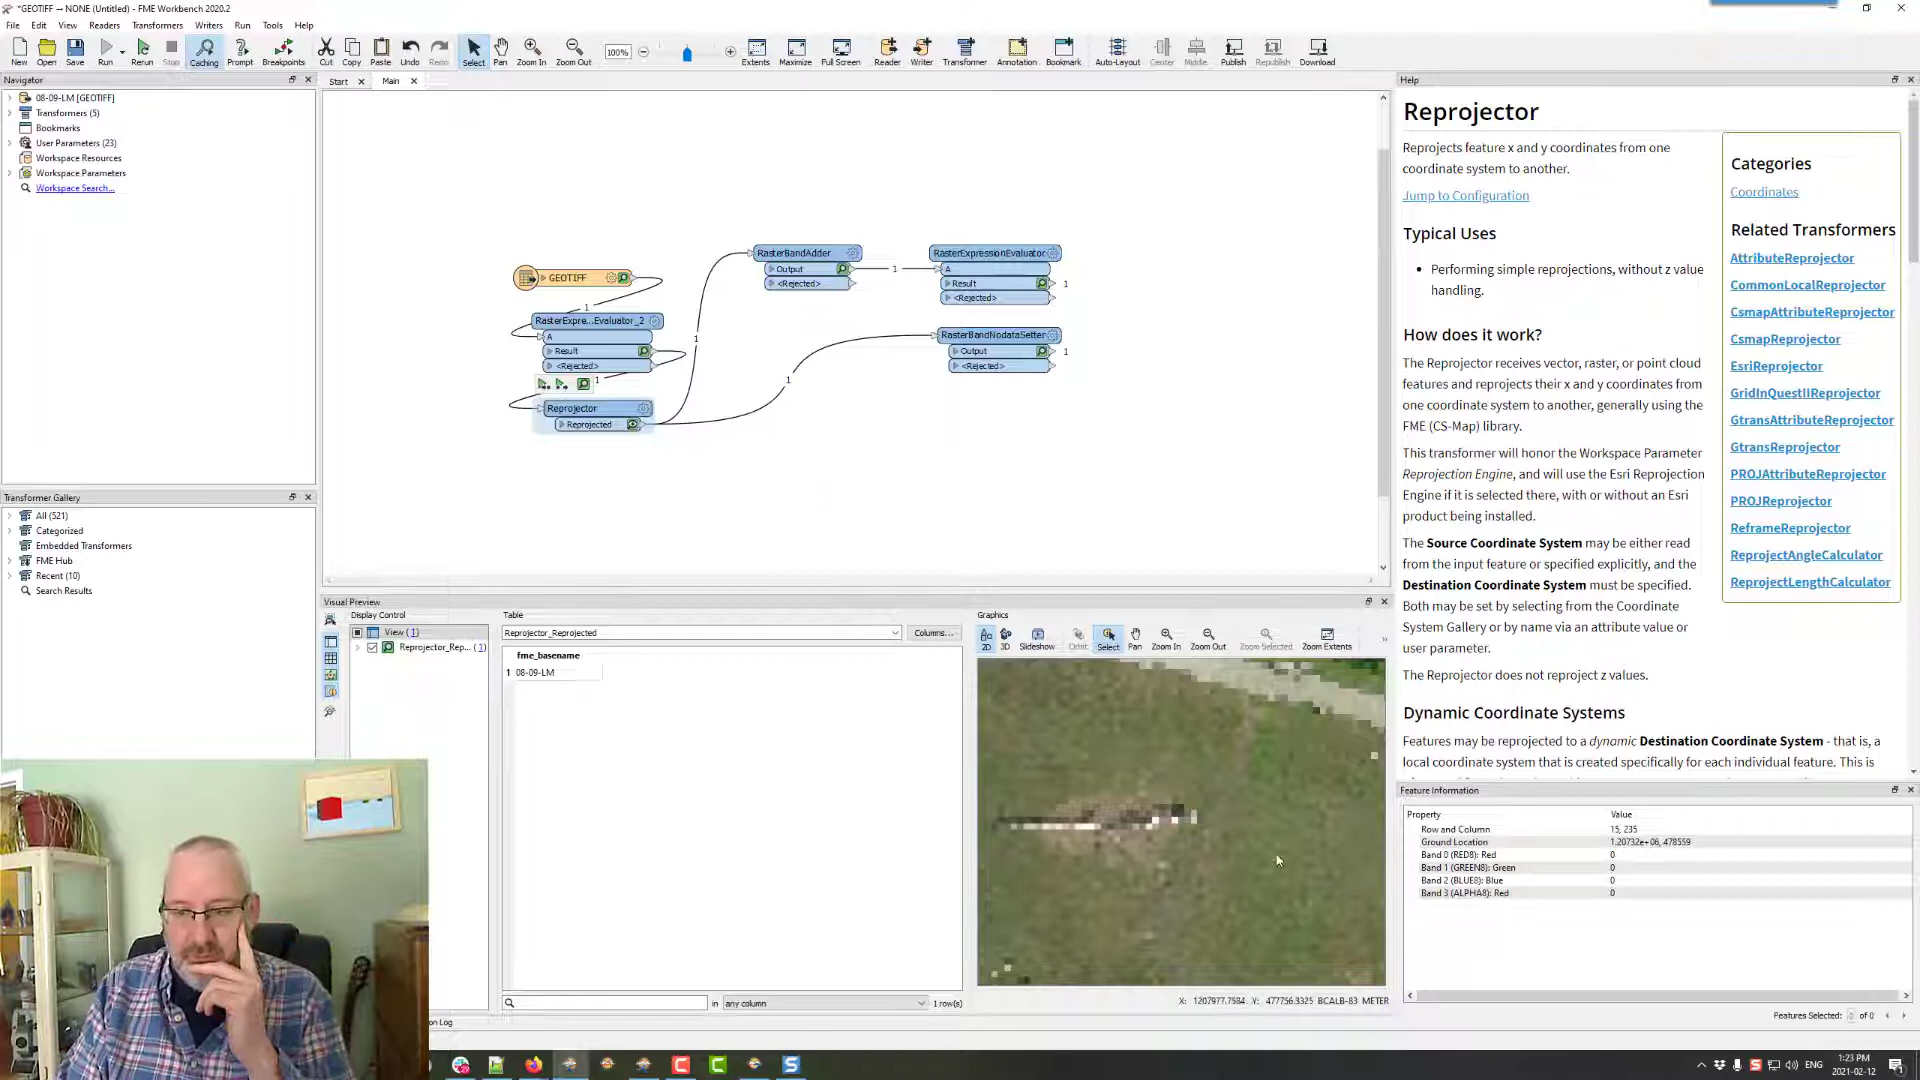 *GEOTIFF → NONE (Untitled) - FME Workbench 2020.2
File Edit View Readers Transformers Writers Run Tools Help
New Open Save Run Rerun Stop Caching Prompt Breakpoints Cut Copy Paste Undo Redo Select Pan Zoom In Zoom Out 100% Extents Maximize Full Screen Reader Writer Transformer Annotation Bookmark Auto-Layout Center Middle Publish Republish Download
Navigator
08-09-LM [GEOTIFF]
Transformers (5)
Bookmarks
User Parameters (23)
Workspace Resources
Workspace Parameters
Workspace Search...
Transformer Gallery
All (521)
Categorized
Embedded Transformers
FME Hub
Recent (10)
Search Results
Start Main
GEOTIFF
1
RasterExpre...Evaluator_2
A
Result
<Rejected>
1
Reprojector
Reprojected
1
1
RasterBandAdder
Output
<Rejected>
1
RasterExpressionEvaluator
A
Result 1
<Rejected>
RasterBandNodataSetter
Output 1
<Rejected>
Visual Preview
Display Control
View (1)
Reprojector_Rep... (1)
Table
Reprojector_Reprojected Columns...
fme_basename
1 08-09-LM
in any column 1 row(s)
Graphics
2D 3D Slideshow Orbit Select Pan Zoom In Zoom Out Zoom Selected Zoom Extents
X: 1207977.7584 Y: 477756.3325 BCALB-83 METER
on Log
Help
Reprojector
Reprojects feature x and y coordinates from one
coordinate system to another.
Jump to Configuration
Typical Uses
• Performing simple reprojections, without z value
handling.
How does it work?
The Reprojector receives vector, raster, or point cloud
features and reprojects their x and y coordinates from
one coordinate system to another, generally using the
FME (CS-Map) library.
This transformer will honor the Workspace Parameter
Reprojection Engine, and will use the Esri Reprojection
Engine if it is selected there, with or without an Esri
product being installed.
The Source Coordinate System may be either read
from the input feature or specified explicitly, and the
Destination Coordinate System must be specified.
Both may be set by selecting from the Coordinate
System Gallery or by name via an attribute value or
user parameter.
The Reprojector does not reproject z values.
Dynamic Coordinate Systems
Features may be reprojected to a dynamic Destination Coordinate System - that is, a
local coordinate system that is created specifically for each individual feature. This is
Categories
Coordinates
Related Transformers
AttributeReprojector
CommonLocalReprojector
CsmapAttributeReprojector
CsmapReprojector
EsriReprojector
GridInQuestIIReprojector
GtransAttributeReprojector
GtransReprojector
PROJAttributeReprojector
PROJReprojector
ReframeReprojector
ReprojectAngleCalculator
ReprojectLengthCalculator
Feature Information
Property Value
Row and Column 15, 235
Ground Location 1.20732e+06, 478559
Band 0 (RED8): Red 0
Band 1 (GREEN8): Green 0
Band 2 (BLUE8): Blue 0
Band 3 (ALPHA8): Red 0
Features Selected: 0 of 0
ENG 1:23 PM
2021-02-12